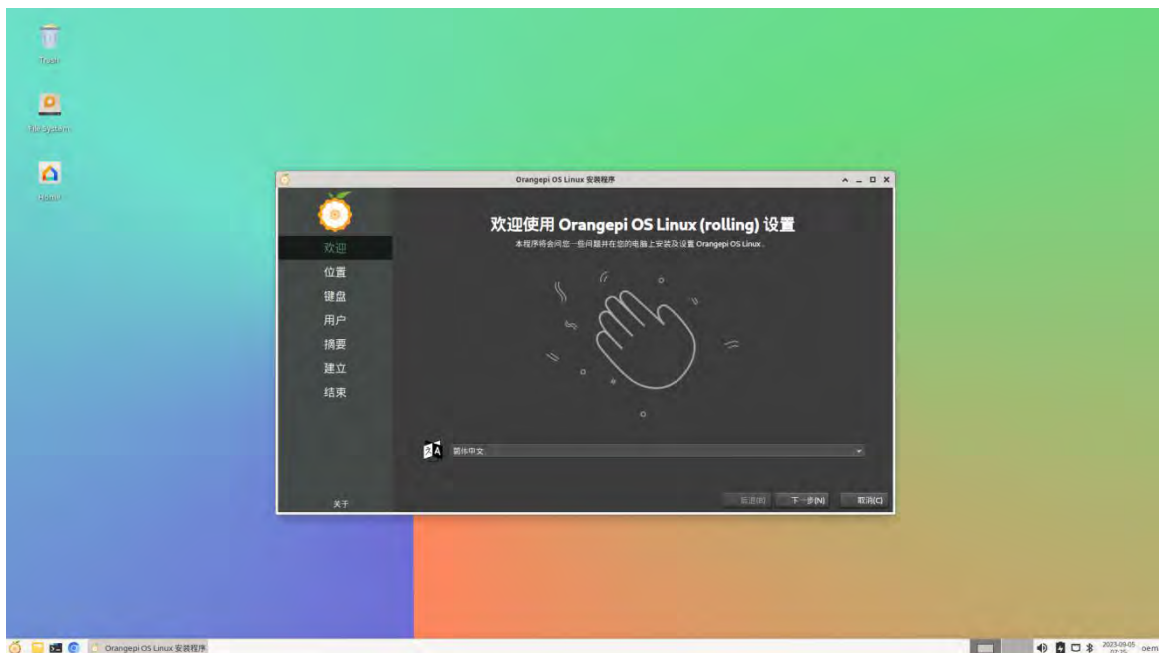 Trash
File System
Home
Orangepi OS Linux 安装程序
欢迎使用 Orangepi OS Linux (rolling) 设置
本程序将会问您一些问题并在您的电脑上安装及设置 Orangepi OS Linux .
欢迎
位置
键盘
用户
摘要
建立
结束
简体中文
关于
后退(B) 下一步(N) 取消(C)
Orangepi OS Linux 安装程序
2023-09-05
oem